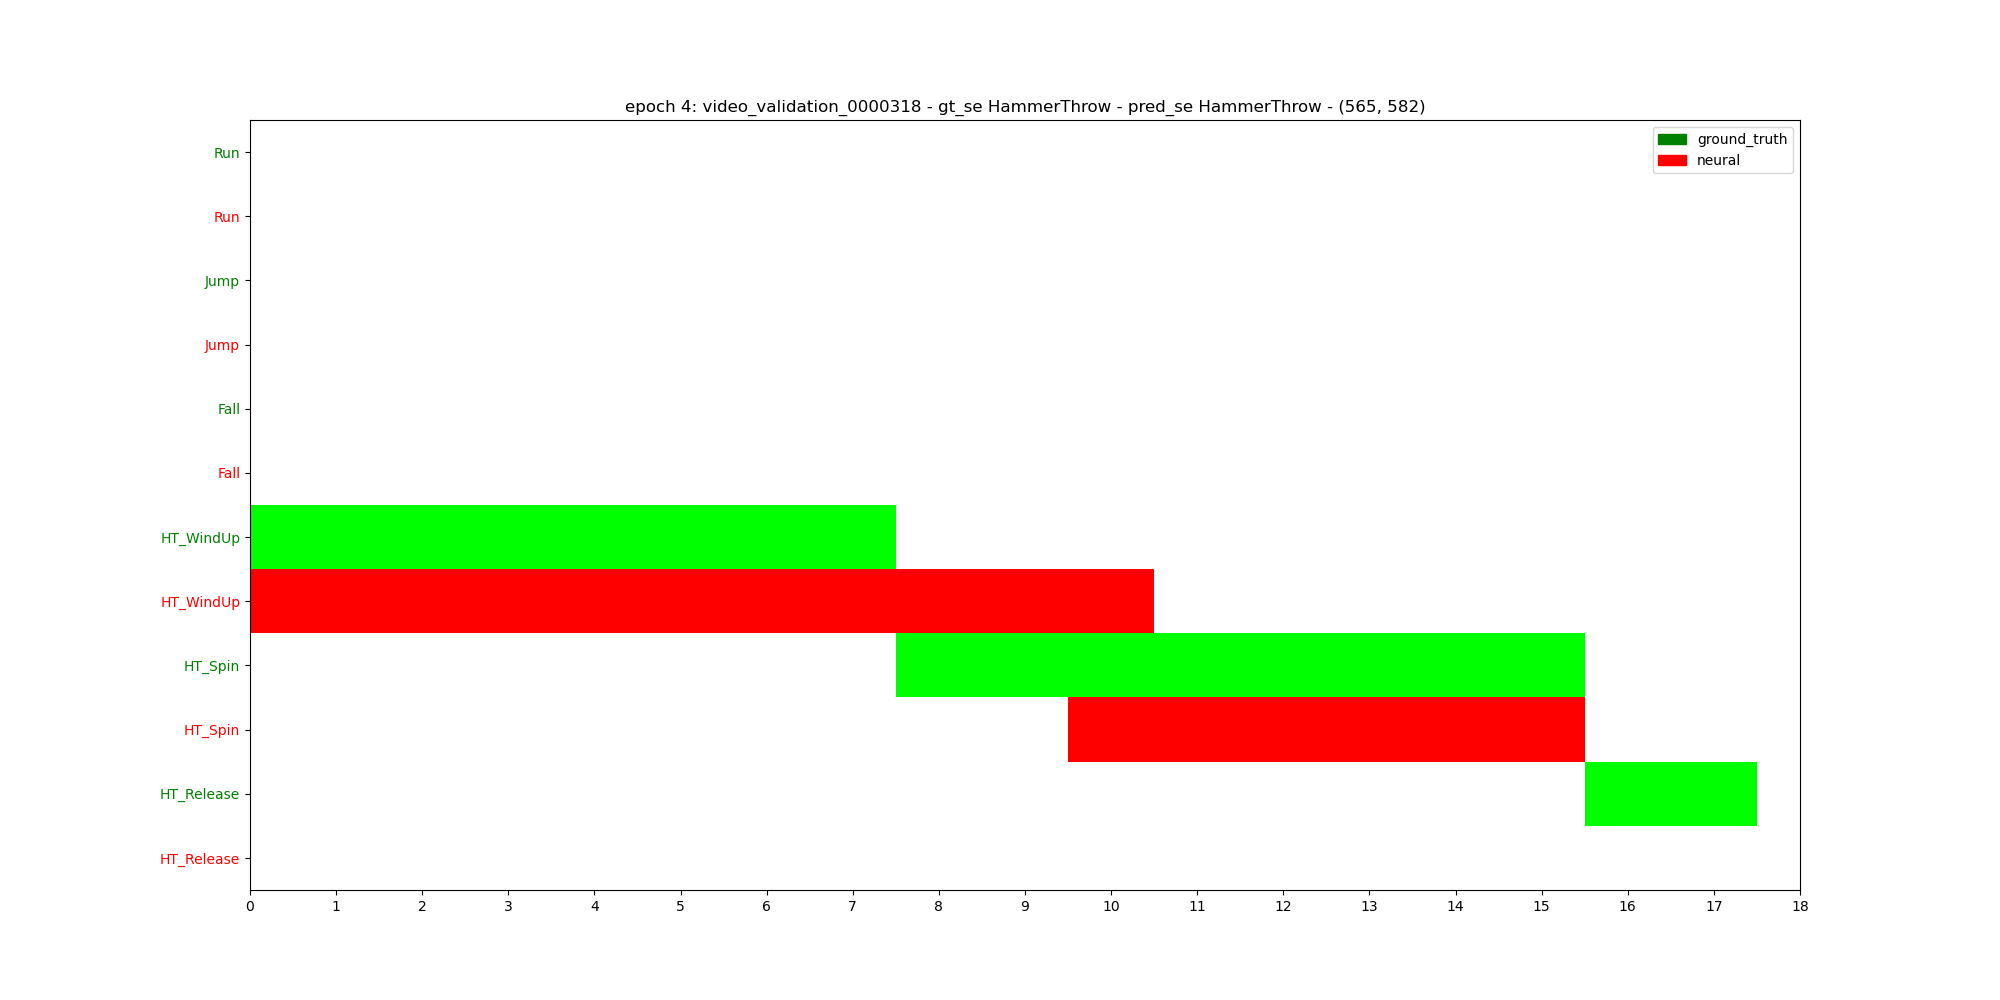 epoch 4: video_validation_0000318 - gt_se HammerThrow - pred_se HammerThrow - (565, 582)
ground_truth
neural
Run
Run
Jump
Jump
Fall
Fall
HT_WindUp
HT_WindUp
HT_Spin
HT_Spin
HT_Release
HT_Release
0 1 2 3 4 5 6 7 8 9 10 11 12 13 14 15 16 17 18